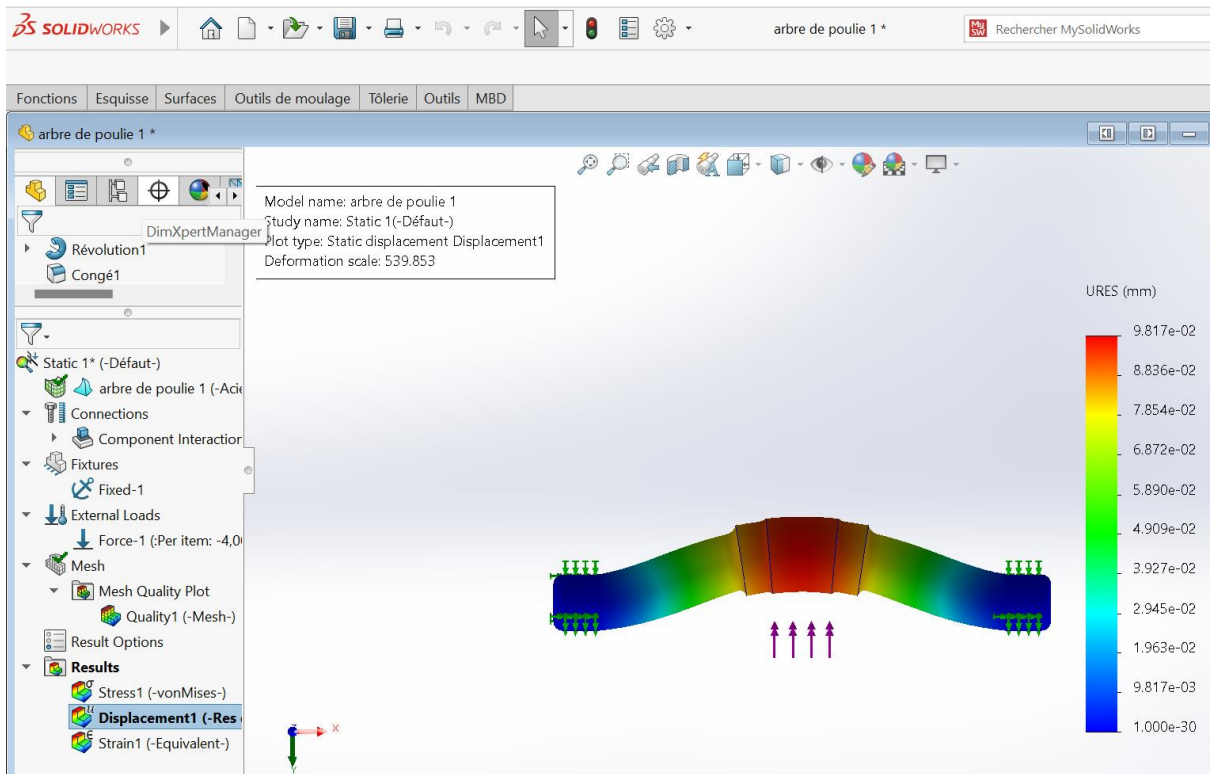 SOLIDWORKS
arbre de poulie 1 *
Rechercher MySolidWorks
Fonctions Esquisse Surfaces Outils de moulage Tôlerie Outils MBD
arbre de poulie 1 *
DimXpertManager
Révolution1
Congé1
Static 1* (-Défaut-)
arbre de poulie 1 (-Acie
Connections
Component Interaction
Fixtures
Fixed-1
External Loads
Force-1 (:Per item: -4,0
Mesh
Mesh Quality Plot
Quality1 (-Mesh-)
Result Options
Results
Stress1 (-vonMises-)
Displacement1 (-Res
Strain1 (-Equivalent-)
Model name: arbre de poulie 1
Study name: Static 1(-Défaut-)
Plot type: Static displacement Displacement1
Deformation scale: 539.853
URES (mm)
9.817e-02
8.836e-02
7.854e-02
6.872e-02
5.890e-02
4.909e-02
3.927e-02
2.945e-02
1.963e-02
9.817e-03
1.000e-30
X
Y
Z